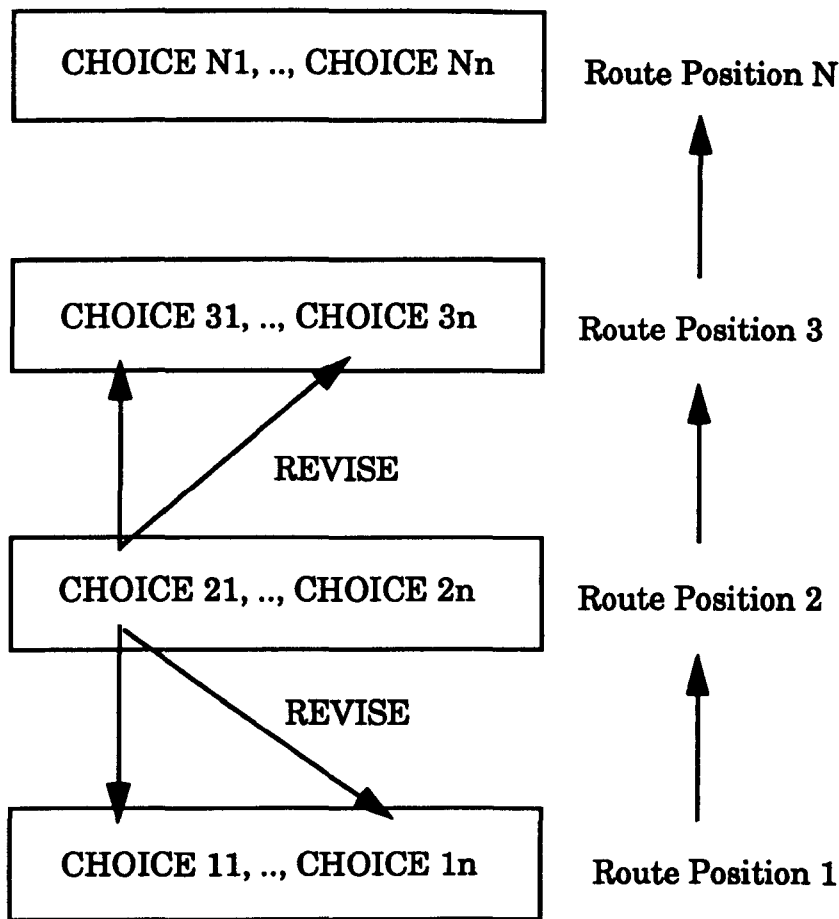 CHOICE N1, .., CHOICE Nn
Route Position N
CHOICE 31, .., CHOICE 3n
Route Position 3
REVISE
CHOICE 21, .., CHOICE 2n
Route Position 2
REVISE
CHOICE 11, .., CHOICE 1n
Route Position 1